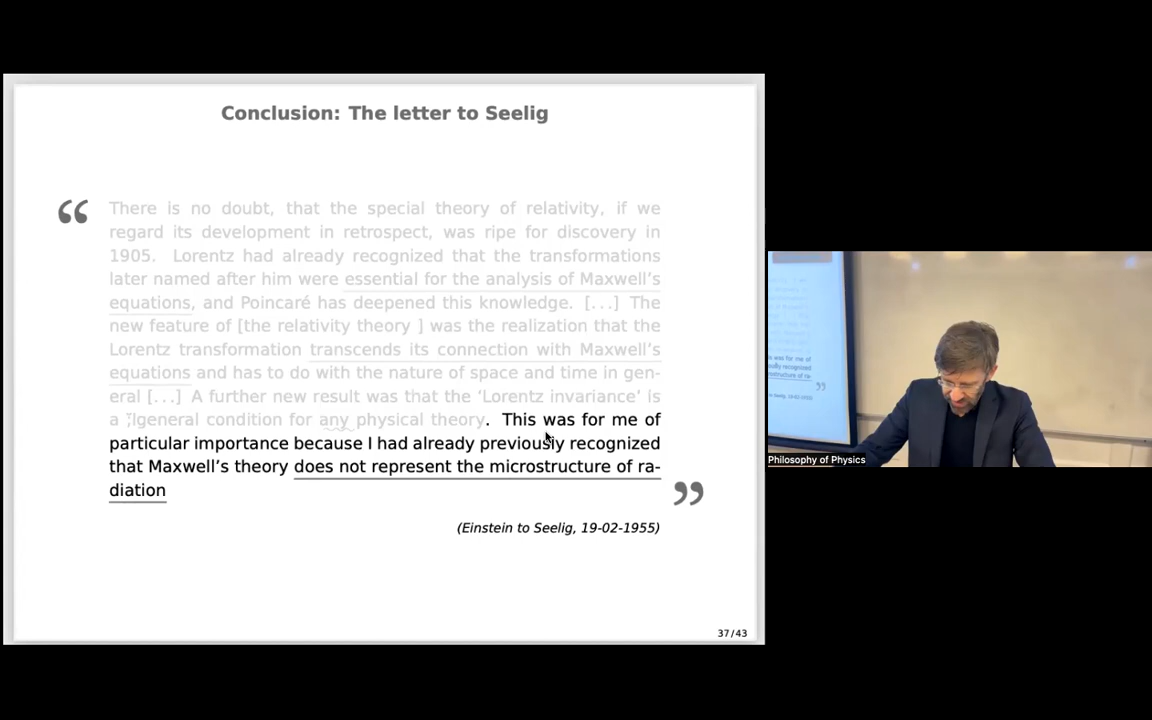 Conclusion: The letter to Seelig
“ There is no doubt, that the special theory of relativity, if we
regard its development in retrospect, was ripe for discovery in
1905. Lorentz had already recognized that the transformations
later named after him were essential for the analysis of Maxwell’s
equations, and Poincaré has deepened this knowledge. [...] The
new feature of [the relativity theory ] was the realization that the
Lorentz transformation transcends its connection with Maxwell’s
equations and has to do with the nature of space and time in gen-
eral [...] A further new result was that the ‘Lorentz invariance’ is
a general condition for any physical theory. This was for me of
particular importance because I had already previously recognized
that Maxwell’s theory does not represent the microstructure of ra-
diation ”
(Einstein to Seelig, 19-02-1955)
37/43
Philosophy of Physics